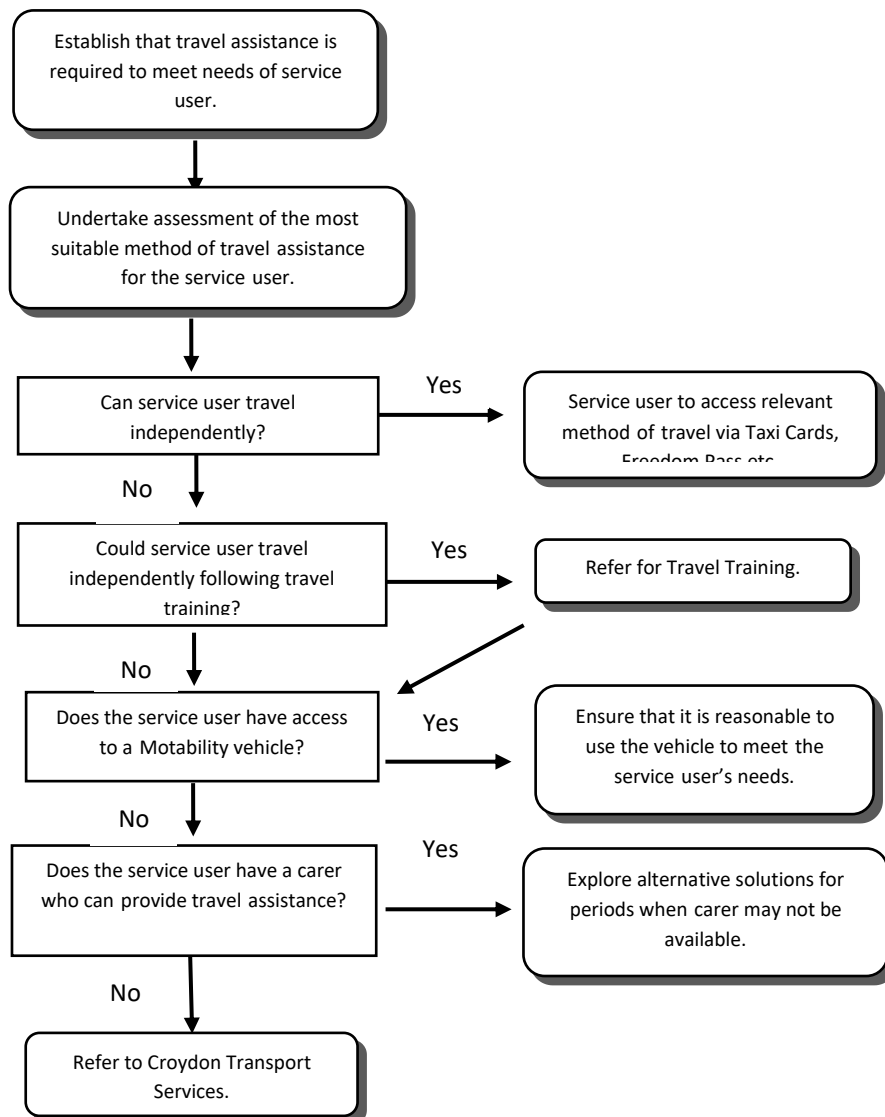 Establish that travel assistance is
required to meet needs of service
user.
Undertake assessment of the most
suitable method of travel assistance
for the service user.
Can service user travel
independently?
Yes
Service user to access relevant
method of travel via Taxi Cards,
Freedom Pass etc
No
Could service user travel
independently following travel
training?
Yes
Refer for Travel Training.
No
Does the service user have access
to a Motability vehicle?
Yes
Ensure that it is reasonable to
use the vehicle to meet the
service user’s needs.
No
Does the service user have a carer
who can provide travel assistance?
Yes
Explore alternative solutions for
periods when carer may not be
available.
No
Refer to Croydon Transport
Services.